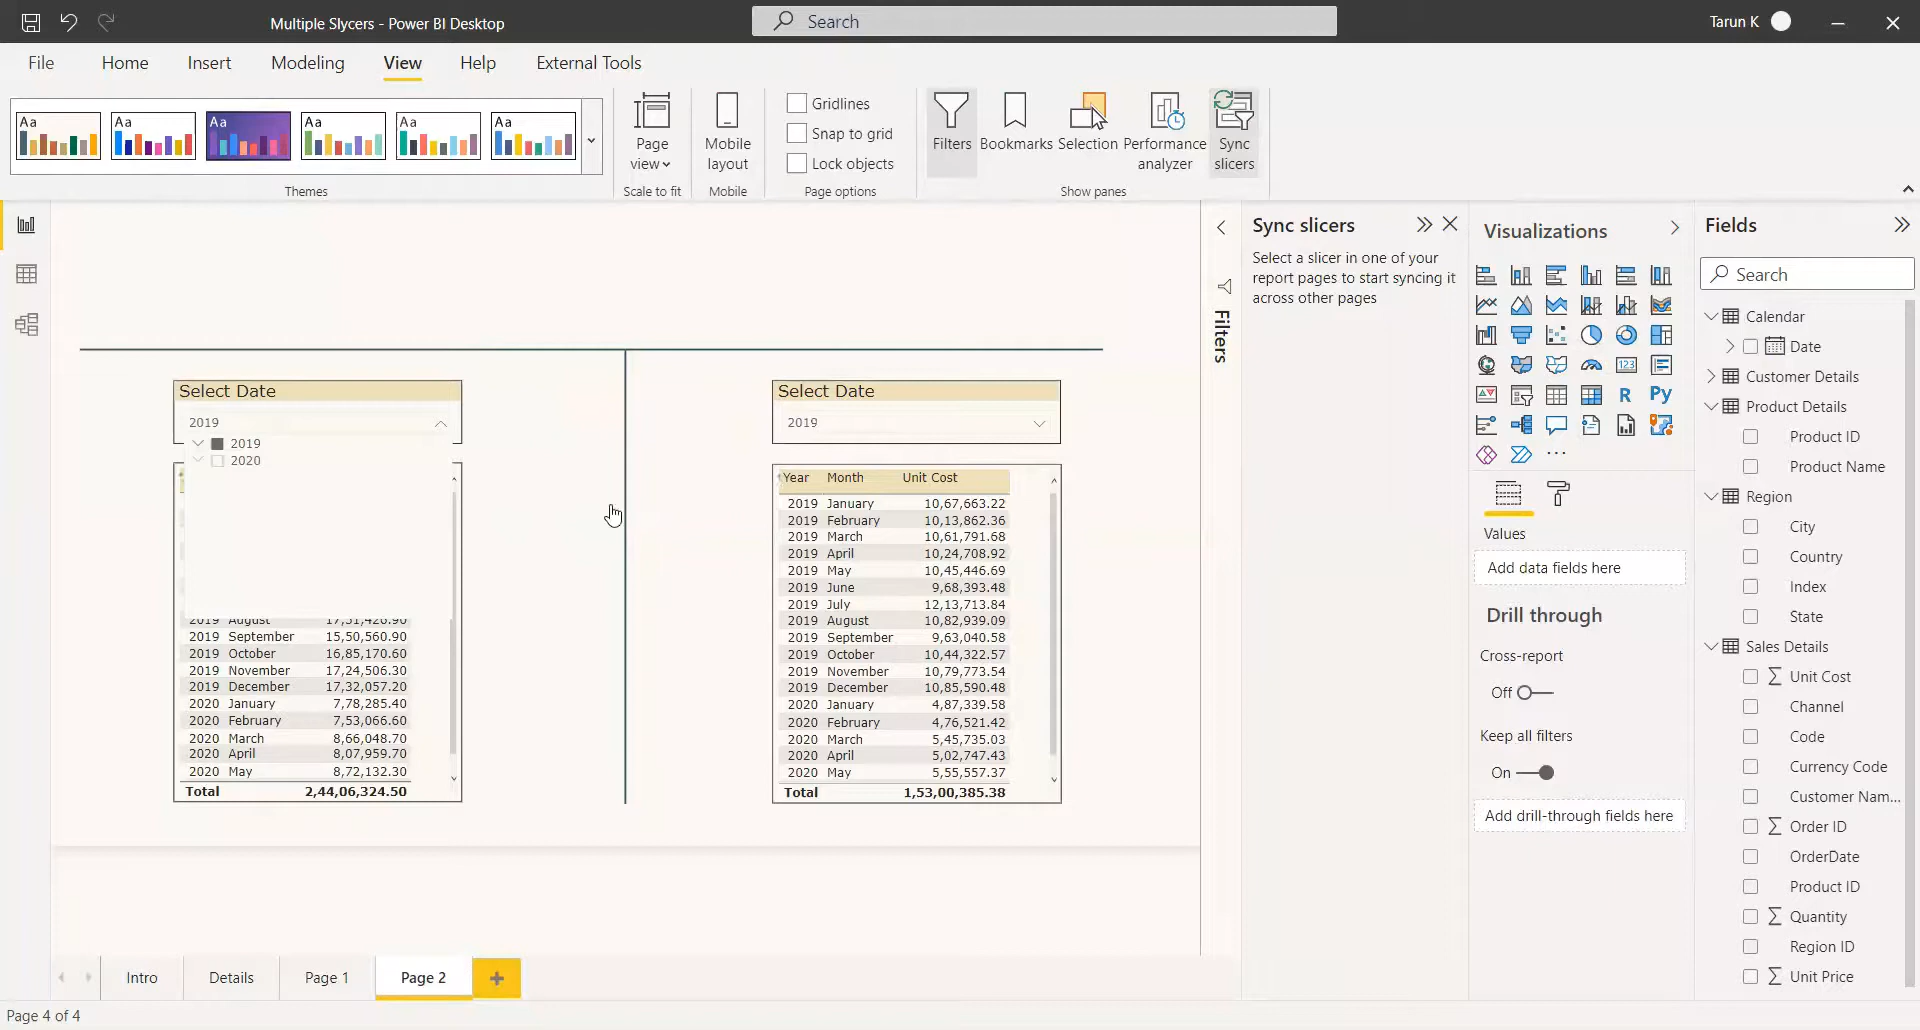 Multiple Slycers - Power BI Desktop
Search
Tarun K
File
Home
Insert
Modeling
View
Help
External Tools
Aa
Aa
Aa
Aa
Aa
Aa
Page
view
Mobile
layout
Gridlines
Snap to grid
Lock objects
Filters
Bookmarks
Selection
Performance
analyzer
Sync
slicers
Themes
Scale to fit
Mobile
Page options
Show panes
Select Date
2019
2019
2020
2019 August 17,51,426.90
2019 September 15,50,560.90
2019 October 16,85,170.60
2019 November 17,24,506.30
2019 December 17,32,057.20
2020 January 7,78,285.40
2020 February 7,53,066.60
2020 March 8,66,048.70
2020 April 8,07,959.70
2020 May 8,72,132.30
Total 2,44,06,324.50
Select Date
2019
Year Month Unit Cost
2019 January 10,67,663.22
2019 February 10,13,862.36
2019 March 10,61,791.68
2019 April 10,24,708.92
2019 May 10,45,446.69
2019 June 9,68,393.48
2019 July 12,13,713.84
2019 August 10,82,939.09
2019 September 9,63,040.58
2019 October 10,44,322.57
2019 November 10,79,773.54
2019 December 10,85,590.48
2020 January 4,87,339.58
2020 February 4,76,521.42
2020 March 5,45,735.03
2020 April 5,02,747.43
2020 May 5,55,557.37
Total 1,53,00,385.38
Filters
Sync slicers
Select a slicer in one of your
report pages to start syncing it
across other pages
Visualizations
123
R
Py
Values
Add data fields here
Drill through
Cross-report
Off
Keep all filters
On
Add drill-through fields here
Fields
Search
Calendar
Date
Customer Details
Product Details
Product ID
Product Name
Region
City
Country
Index
State
Sales Details
Unit Cost
Channel
Code
Currency Code
Customer Nam...
Order ID
OrderDate
Product ID
Quantity
Region ID
Unit Price
Intro
Details
Page 1
Page 2
Page 4 of 4